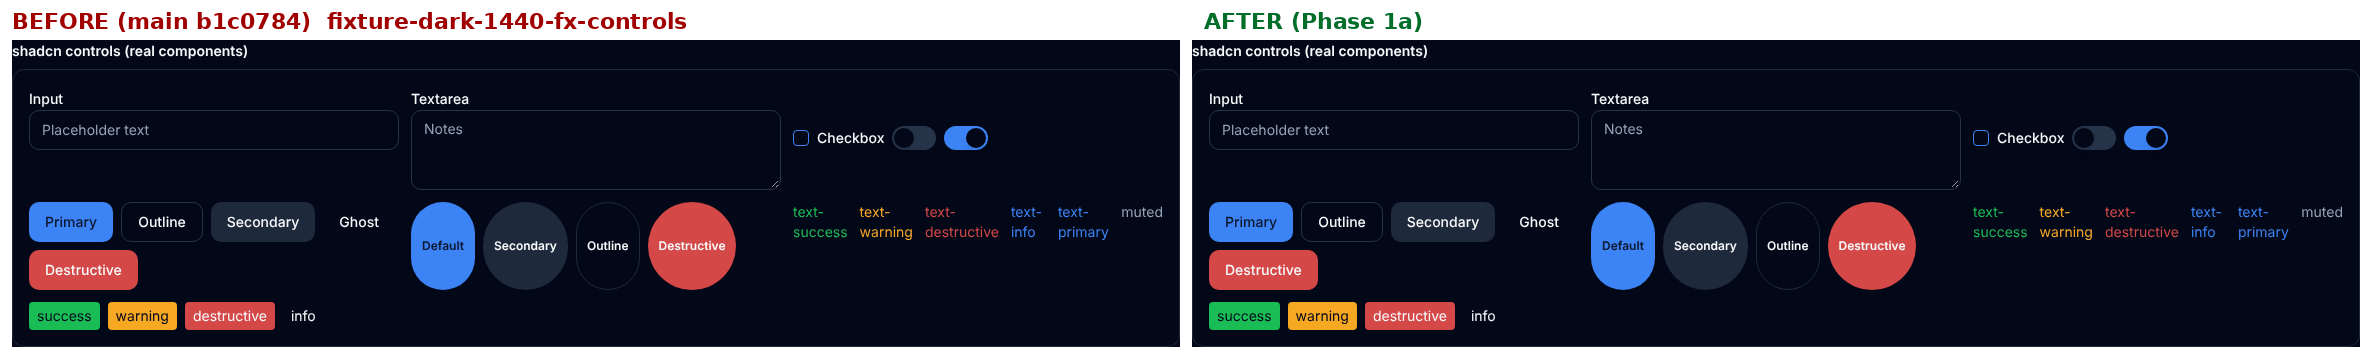 BEFORE (main b1c0784)  fixture-dark-1440-fx-controls
shadcn controls (real components)
Input
Placeholder text
Textarea
Notes
Checkbox
Primary
Outline
Secondary
Ghost
Destructive
Default
Secondary
Outline
Destructive
text-
success
text-
warning
text-
destructive
text-
info
text-
primary
muted
success
warning
destructive
info
AFTER (Phase 1a)
shadcn controls (real components)
Input
Placeholder text
Textarea
Notes
Checkbox
Primary
Outline
Secondary
Ghost
Destructive
Default
Secondary
Outline
Destructive
text-
success
text-
warning
text-
destructive
text-
info
text-
primary
muted
success
warning
destructive
info